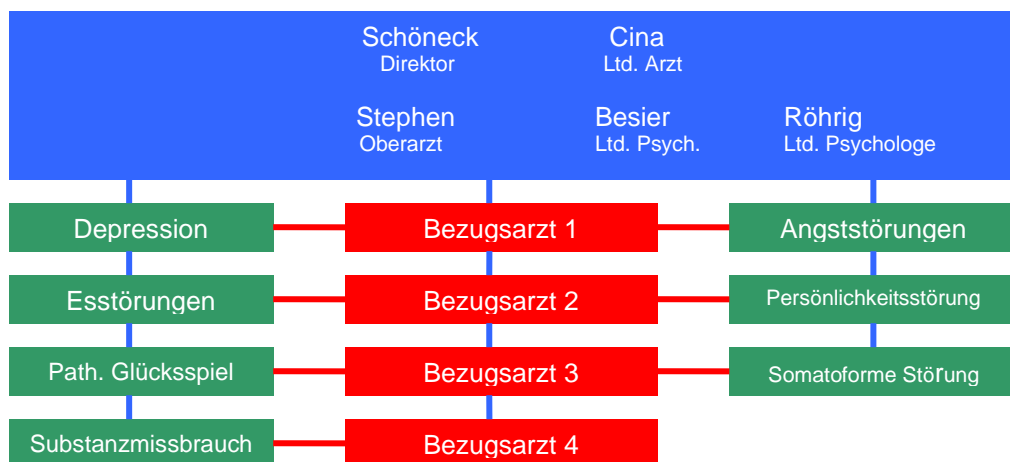 Schöneck Cina
Direktor Ltd. Arzt
Stephen Besier Röhrig
Oberarzt Ltd. Psych. Ltd. Psychologe
Depression Bezugsarzt 1 Angststörungen
Esstörungen Bezugsarzt 2 Persönlichkeitsstörung
Path. Glücksspiel Bezugsarzt 3 Somatoforme Störung
Substanzmissbrauch Bezugsarzt 4